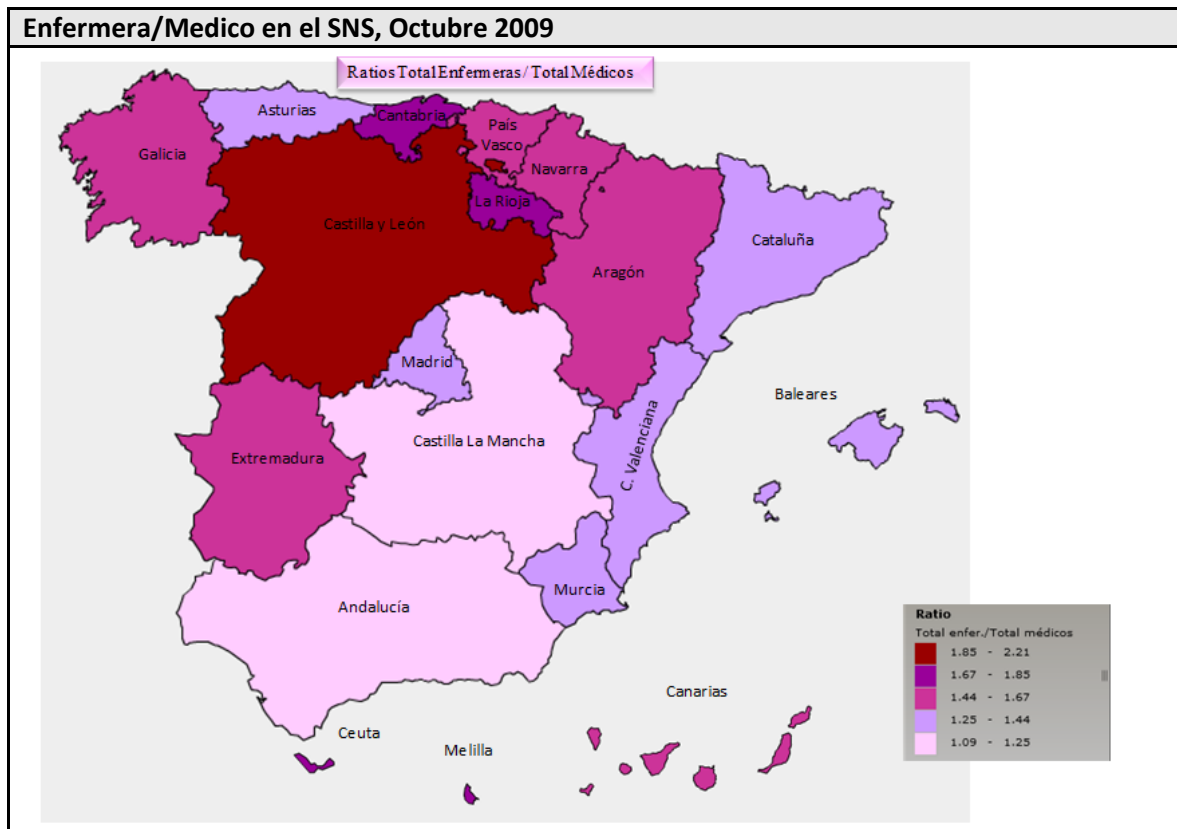 Enfermera/Medico en el SNS, Octubre 2009
Ratios Total Enfermeras / Total Médicos
Asturias
Cantabria
País
Vasco
Galicia
Navarra
La Rioja
Castilla y León
Cataluña
Aragón
Madrid
Baleares
Castilla La Mancha
C. Valenciana
Extremadura
Murcia
Andalucía
Canarias
Ceuta
Melilla
Ratio
Total enfer./Total médicos
1.85 - 2.21
1.67 - 1.85
1.44 - 1.67
1.25 - 1.44
1.09 - 1.25